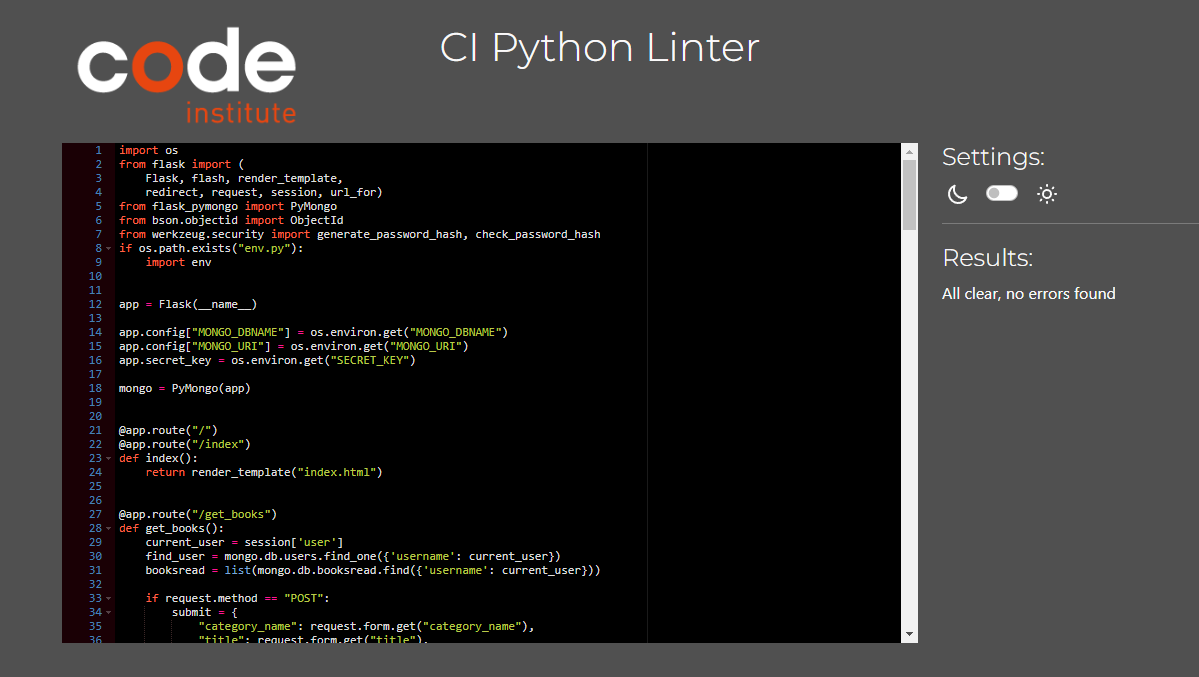 code
institute
CI Python Linter
1 import os
2 from flask import (
3     Flask, flash, render_template,
4     redirect, request, session, url_for)
5 from flask_pymongo import PyMongo
6 from bson.objectid import ObjectId
7 from werkzeug.security import generate_password_hash, check_password_hash
8 if os.path.exists("env.py"):
9     import env
10
11
12 app = Flask(__name__)
13
14 app.config["MONGO_DBNAME"] = os.environ.get("MONGO_DBNAME")
15 app.config["MONGO_URI"] = os.environ.get("MONGO_URI")
16 app.secret_key = os.environ.get("SECRET_KEY")
17
18 mongo = PyMongo(app)
19
20
21 @app.route("/")
22 @app.route("/index")
23 def index():
24     return render_template("index.html")
25
26
27 @app.route("/get_books")
28 def get_books():
29     current_user = session['user']
30     find_user = mongo.db.users.find_one({'username': current_user})
31     booksread = list(mongo.db.booksread.find({'username': current_user}))
32
33     if request.method == "POST":
34         submit = {
35             "category_name": request.form.get("category_name"),
36             "title": request.form.get("title"),
Settings:
Results:
All clear, no errors found